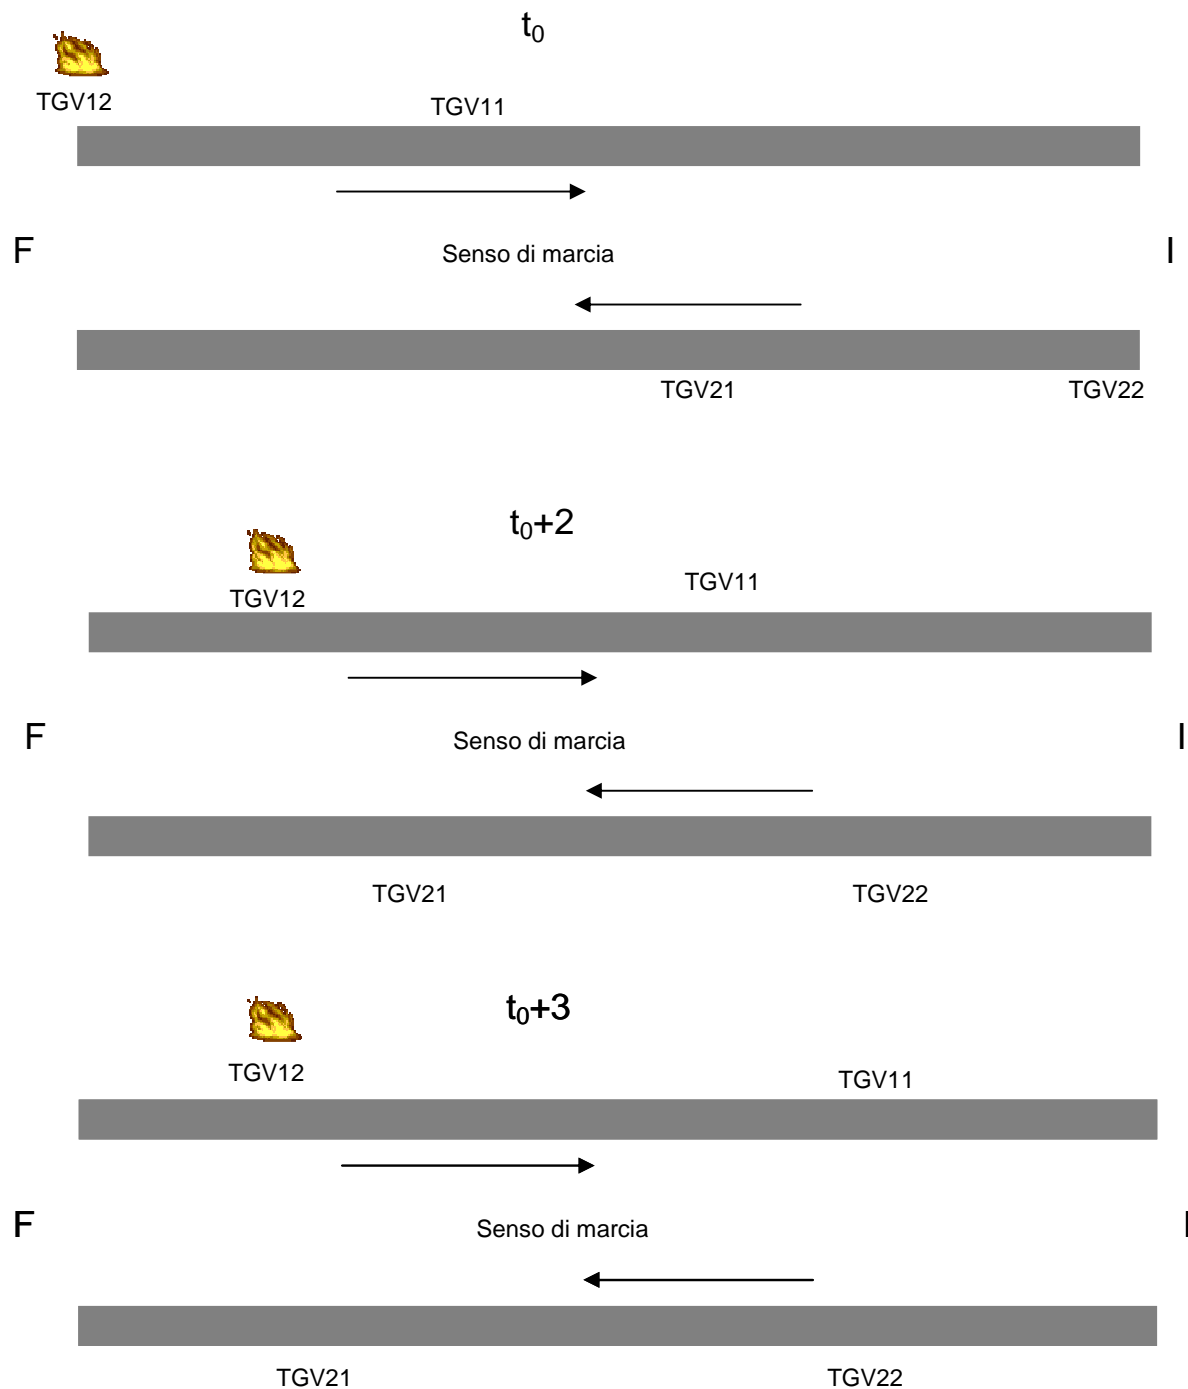 t0
TGV12
TGV11
F
Senso di marcia
I
TGV21
TGV22
t0+2
TGV12
TGV11
F
Senso di marcia
I
TGV21
TGV22
t0+3
TGV12
TGV11
F
Senso di marcia
I
TGV21
TGV22